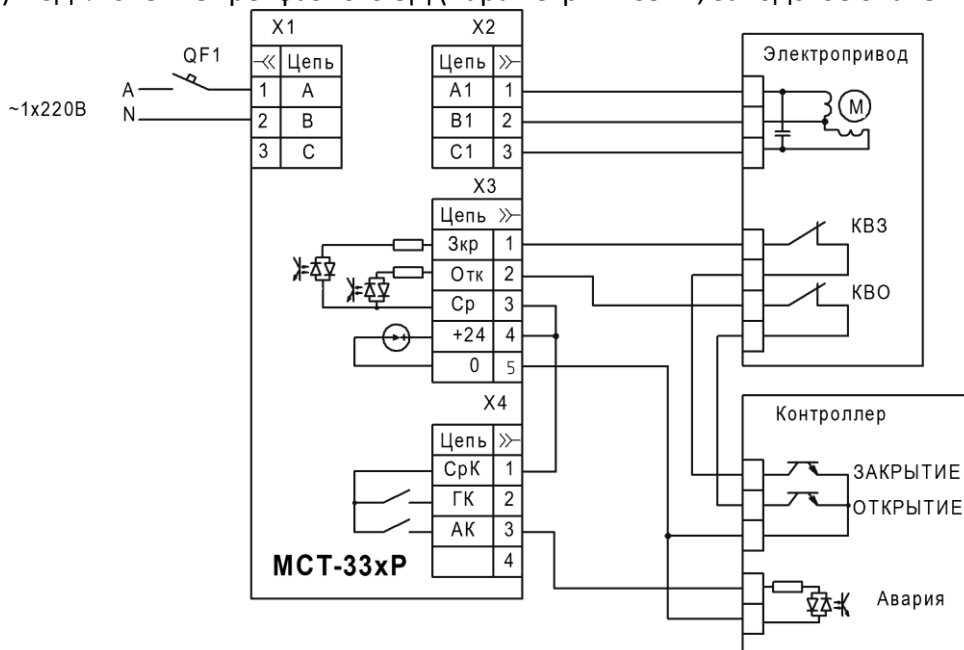 X1
X2
QF1
Цепь
Цепь
A
1
A
A1
1
~1x220В
N
2
B
B1
2
3
C
C1
3
Электропривод
M
X3
Цепь
Зкр
1
КВЗ
Отк
2
КВО
Ср
3
+24
4
0
5
X4
Контроллер
Цепь
СрК
1
ЗАКРЫТИЕ
ГК
2
ОТКРЫТИЕ
АК
3
МСТ-33хР
4
Авария